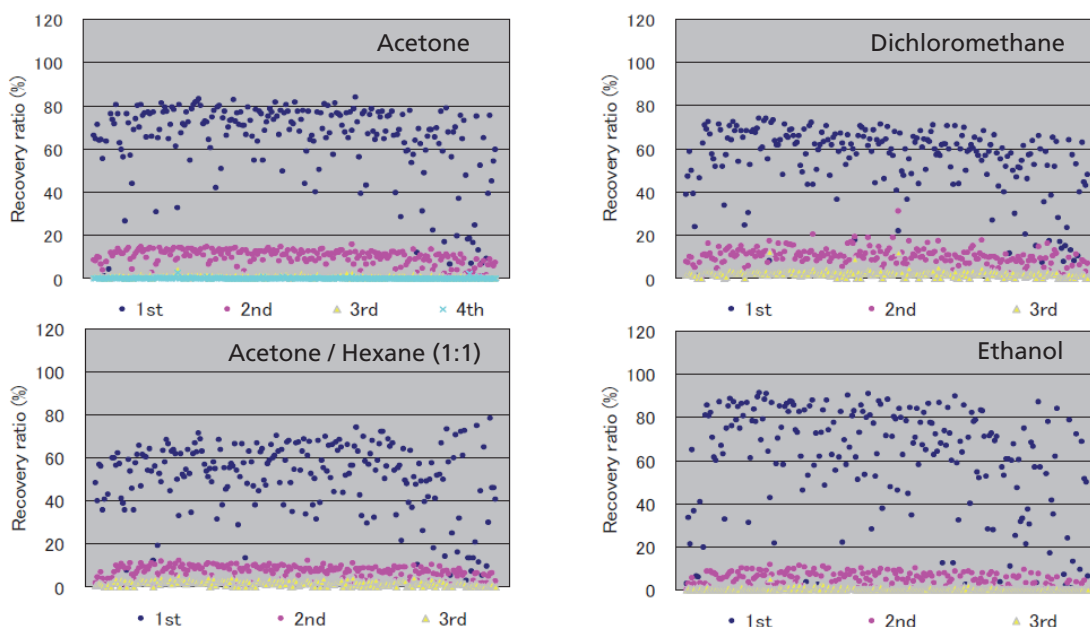 Acetone
Recovery ratio (%)
120
100
80
60
40
20
0
1st 2nd 3rd 4th
Dichloromethane
Recovery ratio (%)
120
100
80
60
40
20
0
1st 2nd 3rd
Acetone / Hexane (1:1)
Recovery ratio (%)
120
100
80
60
40
20
0
1st 2nd 3rd
Ethanol
Recovery ratio (%)
120
100
80
60
40
20
0
1st 2nd 3rd